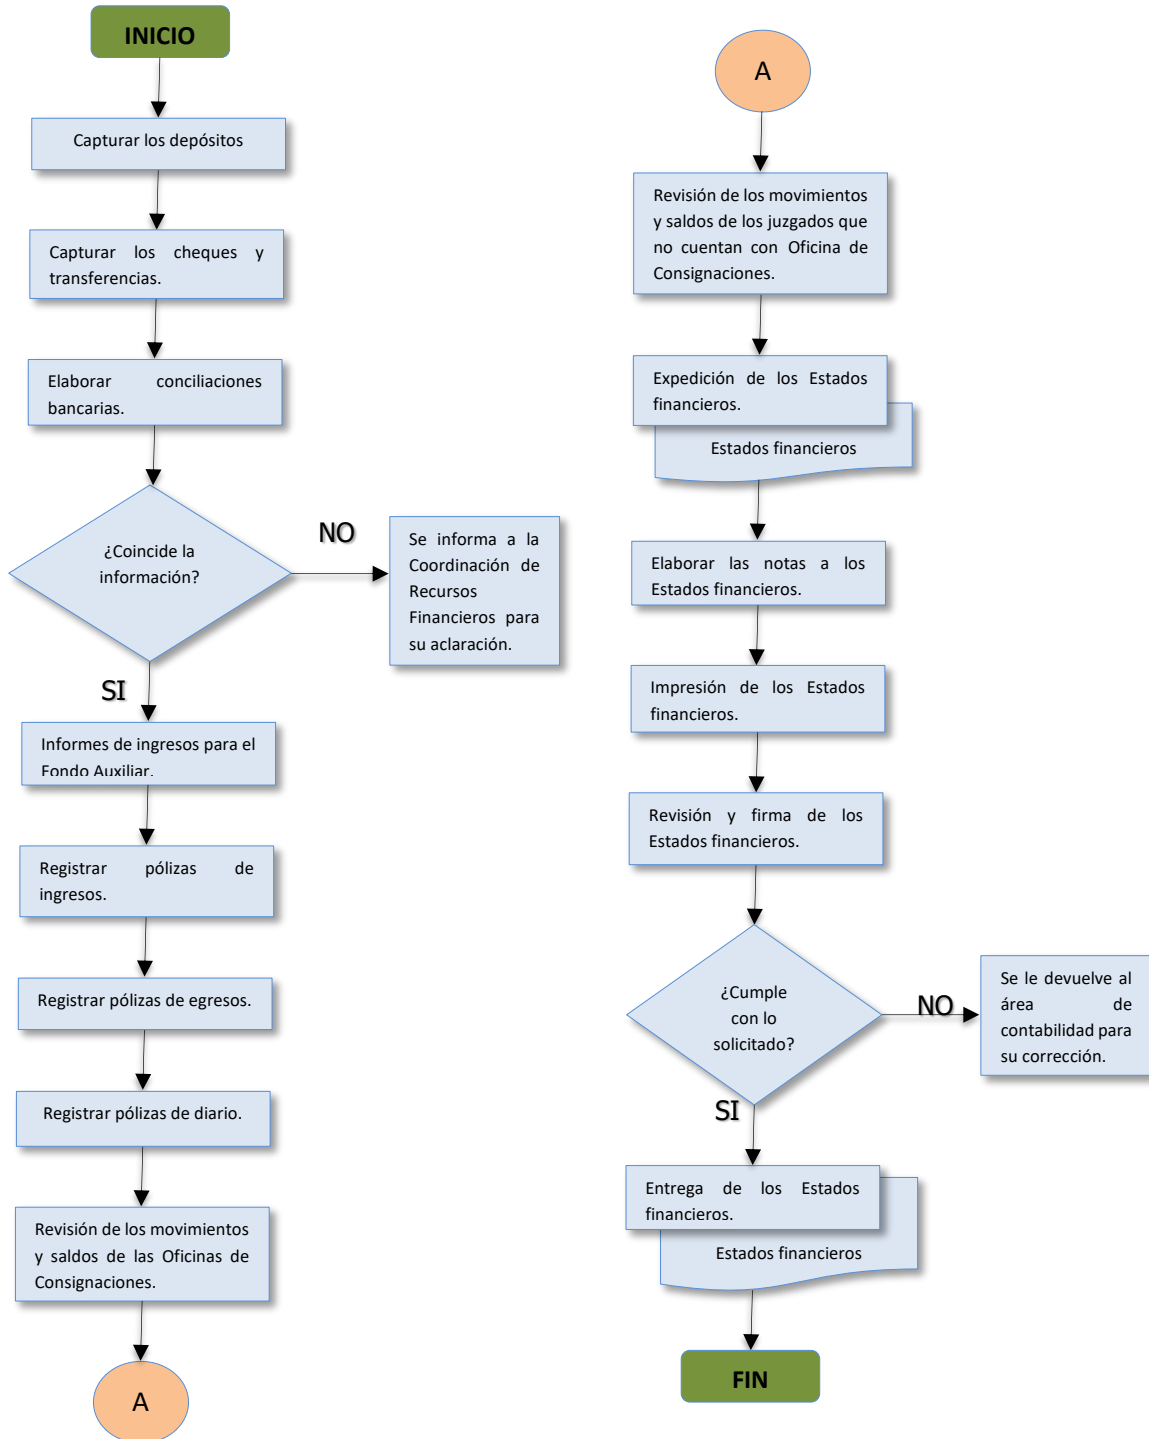 INICIO
Capturar los depósitos
Capturar los cheques y
transferencias.
Elaborar conciliaciones
bancarias.
¿Coincide la
información?
NO
Se informa a la
Coordinación de
Recursos
Financieros para
su aclaración.
SI
Informes de ingresos para el
Fondo Auxiliar.
Registrar pólizas de
ingresos.
Registrar pólizas de egresos.
Registrar pólizas de diario.
Revisión de los movimientos
y saldos de las Oficinas de
Consignaciones.
A
A
Revisión de los movimientos
y saldos de los juzgados que
no cuentan con Oficina de
Consignaciones.
Expedición de los Estados
financieros.
Estados financieros
Elaborar las notas a los
Estados financieros.
Impresión de los Estados
financieros.
Revisión y firma de los
Estados financieros.
¿Cumple
con lo
solicitado?
NO
Se le devuelve al
área de
contabilidad para
su corrección.
SI
Entrega de los Estados
financieros.
Estados financieros
FIN